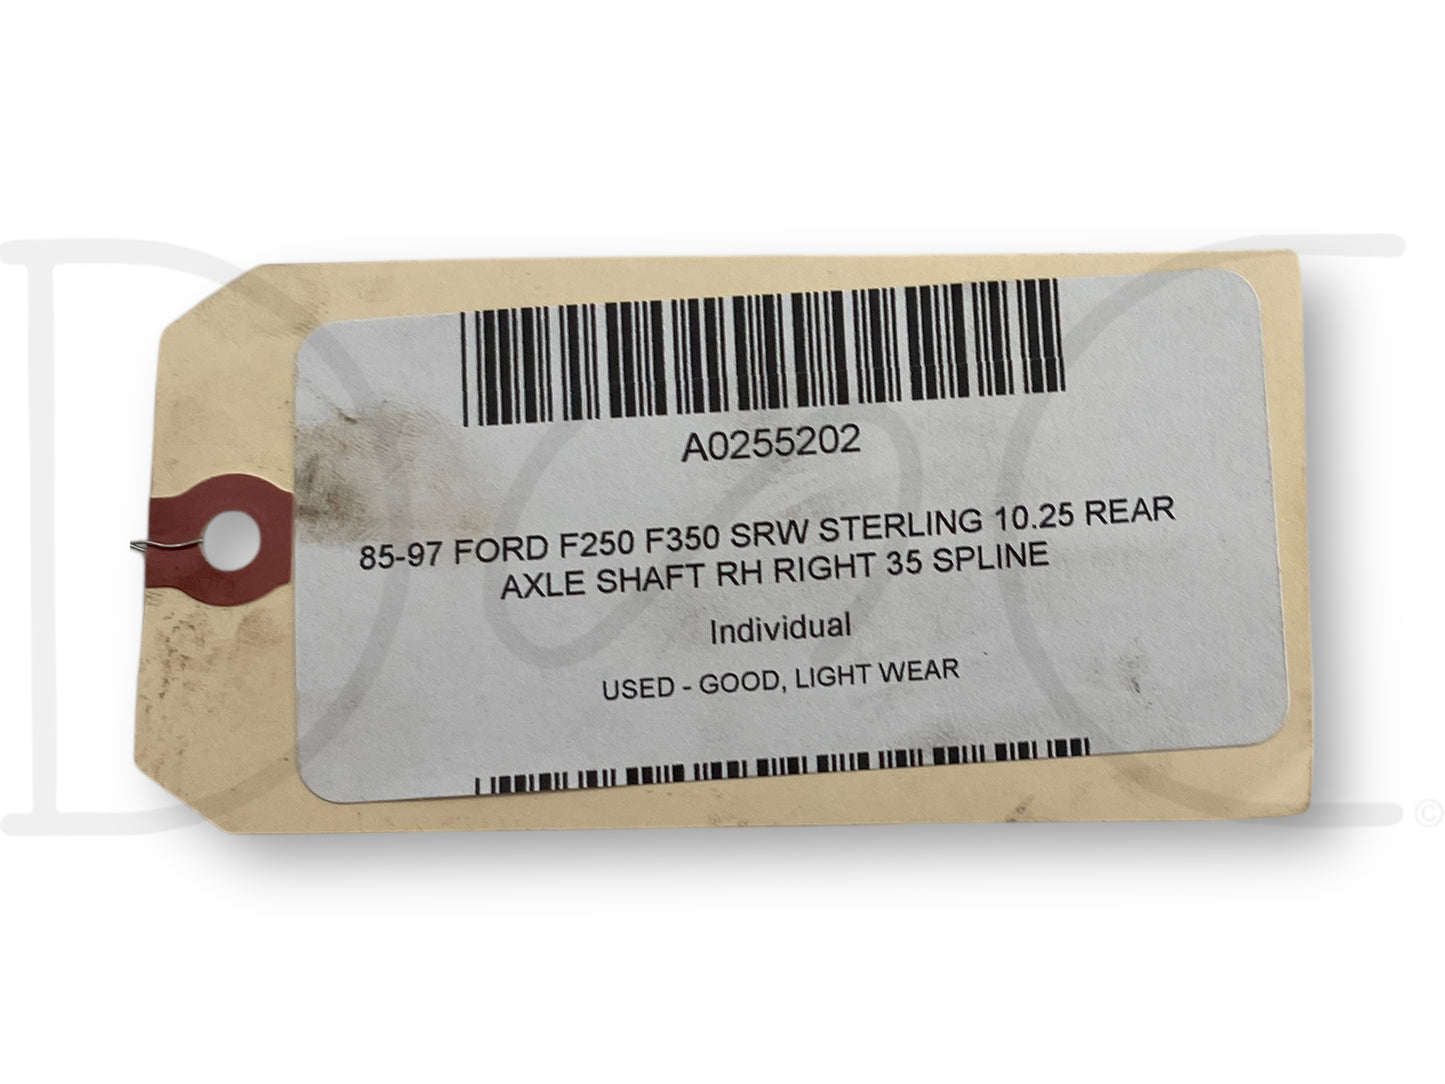 A0255202
85-97 FORD F250 F350 SRW STERLING 10.25 REAR
AXLE SHAFT RH RIGHT 35 SPLINE
Individual
USED - GOOD, LIGHT WEAR
©